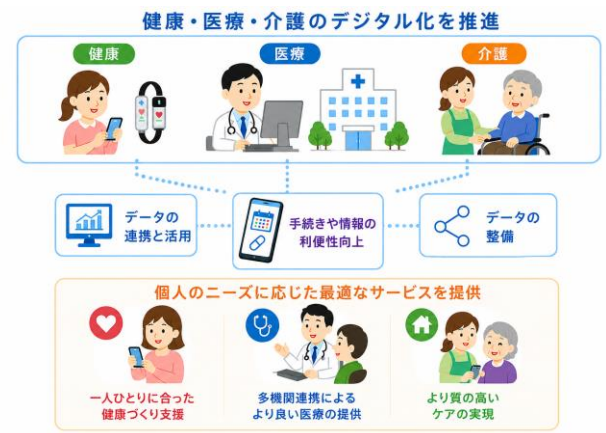 健康・医療・介護のデジタル化を推進
健康
医療
介護
データの
連携と活用
手続きや情報の
利便性向上
データの
整備
個人のニーズに応じた最適なサービスを提供
一人ひとりに合った
健康づくり支援
多機関連携による
より良い医療の提供
より質の高い
ケアの実現